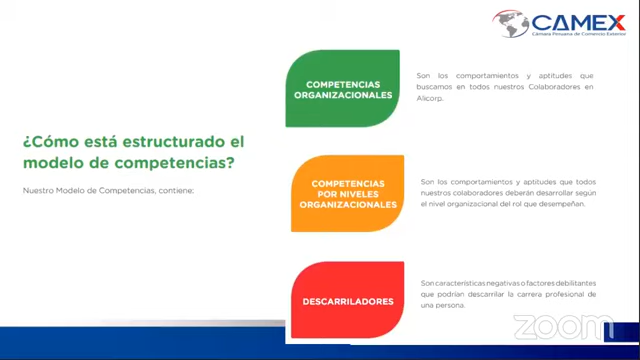 CAMEX
Cámara Peruana de Comercio Exterior
¿Cómo está estructurado el
modelo de competencias?
Nuestro Modelo de Competencias, contiene:
COMPETENCIAS
ORGANIZACIONALES
Son los comportamientos y aptitudes que
buscamos en todos nuestros Colaboradores en
Alicorp.
COMPETENCIAS
POR NIVELES
ORGANIZACIONALES
Son los comportamientos y aptitudes que todos
nuestros colaboradores deberán desarrollar según
el nivel organizacional del rol que desempeñan.
DESCARRILADORES
Son características negativas o factores debilitantes
que podrían descarrilar la carrera profesional de
una persona.
zoom